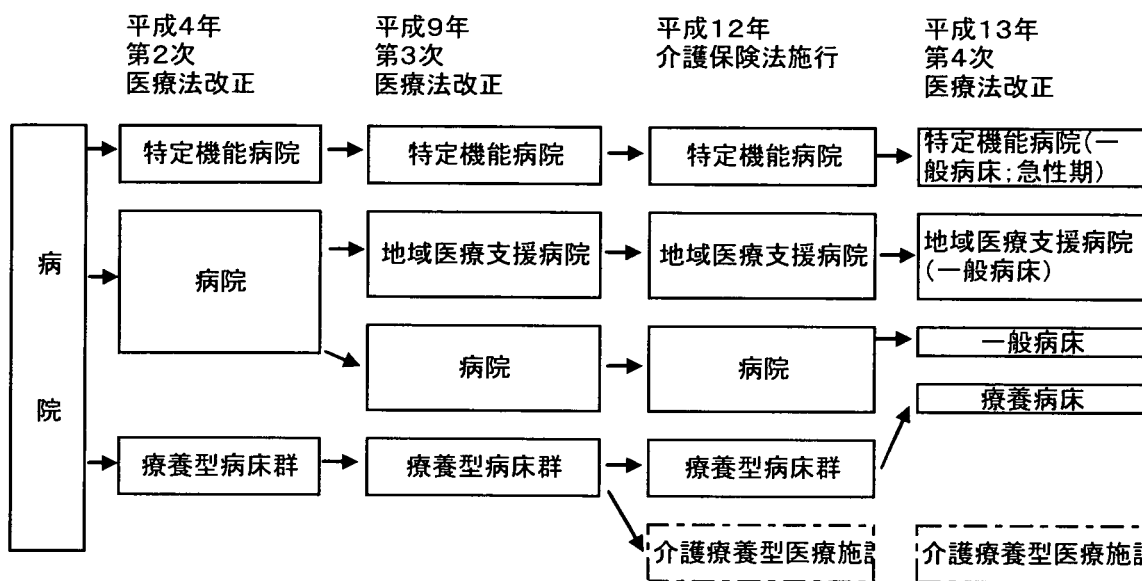 平成4年
第2次
医療法改正
平成9年
第3次
医療法改正
平成12年
介護保険法施行
平成13年
第4次
医療法改正
病
院
特定機能病院
特定機能病院
特定機能病院
特定機能病院(一
般病床;急性期)
病院
地域医療支援病院
地域医療支援病院
地域医療支援病院
(一般病床)
病院
病院
一般病床
療養病床
療養型病床群
療養型病床群
療養型病床群
介護療養型医療施
介護療養型医療施